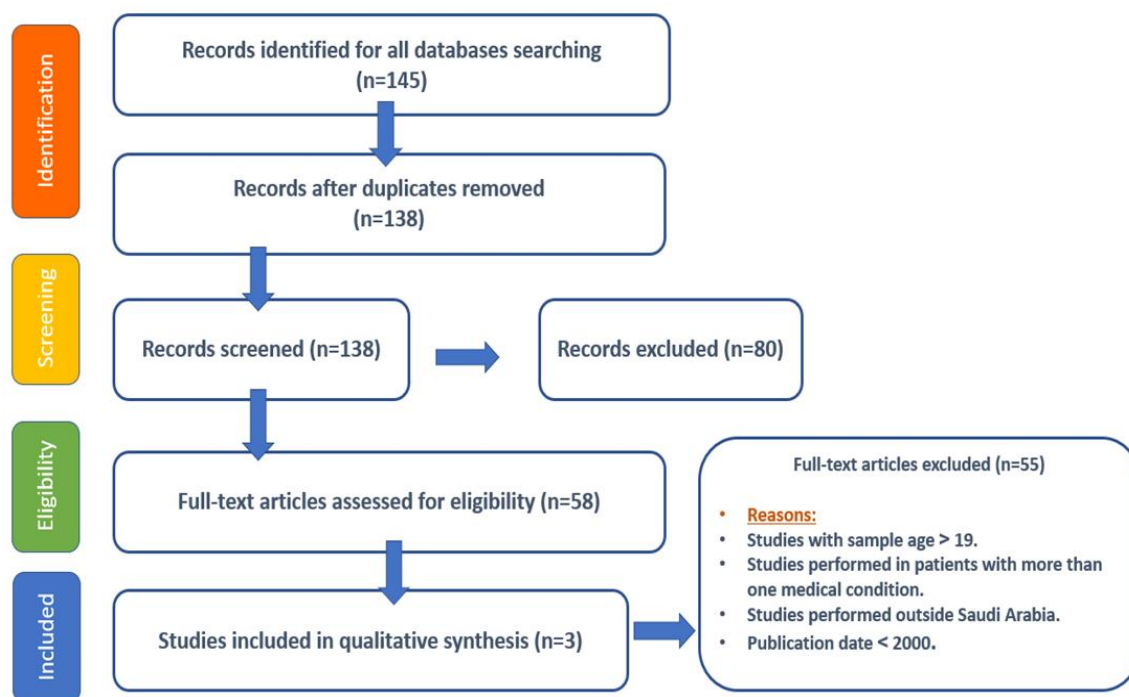 Identification
Records identified for all databases searching
(n=145)
Records after duplicates removed
(n=138)
Screening
Records screened (n=138)
Records excluded (n=80)
Eligibility
Full-text articles assessed for eligibility (n=58)
Full-text articles excluded (n=55)
• Reasons:
• Studies with sample age > 19.
• Studies performed in patients with more than
one medical condition.
• Studies performed outside Saudi Arabia.
• Publication date < 2000.
Included
Studies included in qualitative synthesis (n=3)